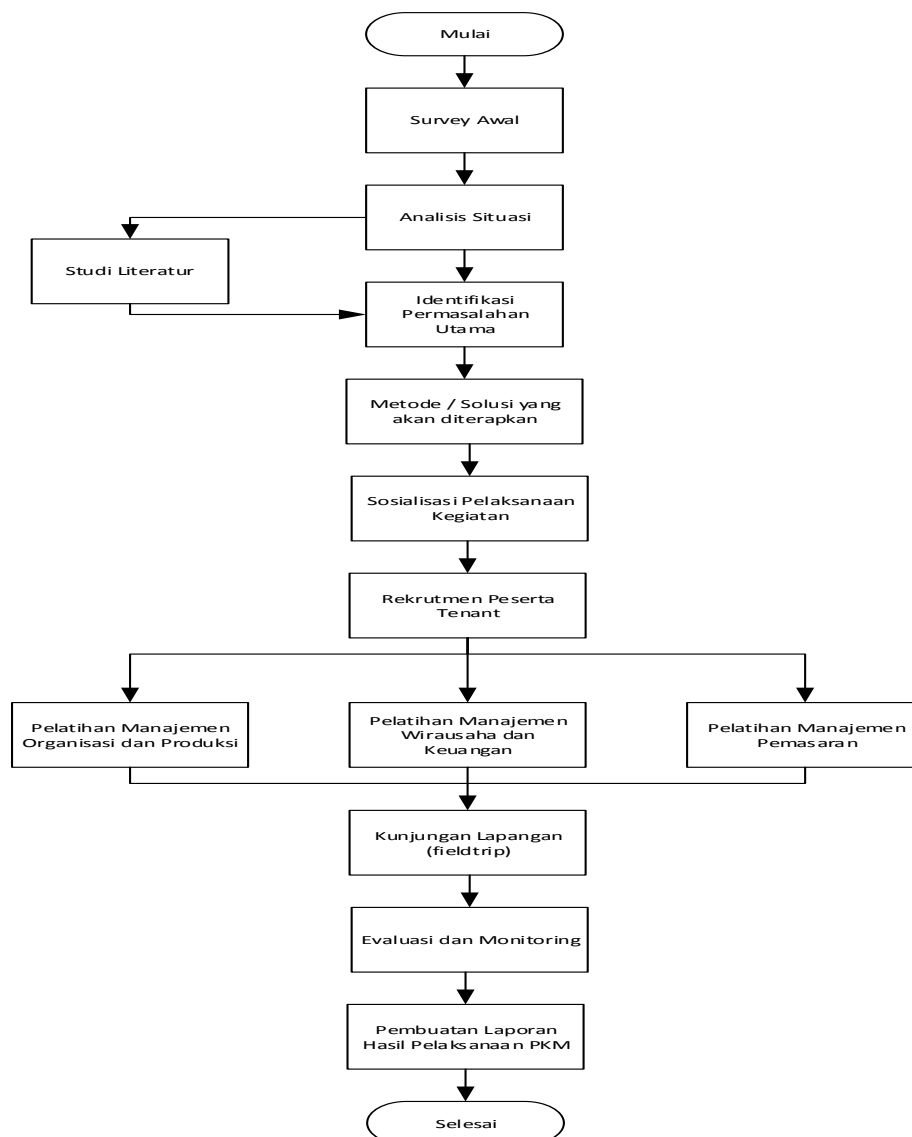 Mulai
Survey Awal
Analisis Situasi
Studi Literatur
Identifikasi
Permasalahan
Utama
Metode / Solusi yang
akan diterapkan
Sosialisasi Pelaksanaan
Kegiatan
Rekrutmen Peserta
Tenant
Pelatihan Manajemen
Organisasi dan Produksi
Pelatihan Manajemen
Wirausaha dan
Keuangan
Pelatihan Manajemen
Pemasaran
Kunjungan Lapangan
(fieldtrip)
Evaluasi dan Monitoring
Pembuatan Laporan
Hasil Pelaksanaan PKM
Selesai